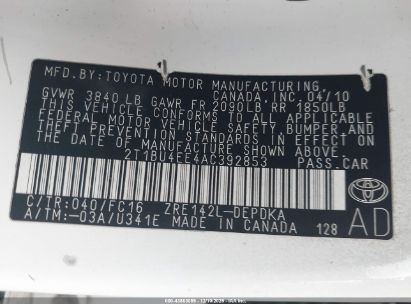 MFD. BY: TOYOTA MOTOR MANUFACTURING
CANADA, INC. 04/10
GVWR 3840 LB GAWR FR 2090LB RR 1850LB
THIS VEHICLE CONFORMS TO ALL APPLICABLE
FEDERAL MOTOR VEHICLE SAFETY, BUMPER, AND
THEFT PREVENTION STANDARDS IN EFFECT ON
THE DATE OF MANUFACTURE SHOWN ABOVE.
2T1BU4EE4AC392853 PASS.CAR
C/TR:040/FC16 ZRE142L-DEPDKA
A/TM:-03A/U341E MADE IN CANADA 128
TOYOTA
AD